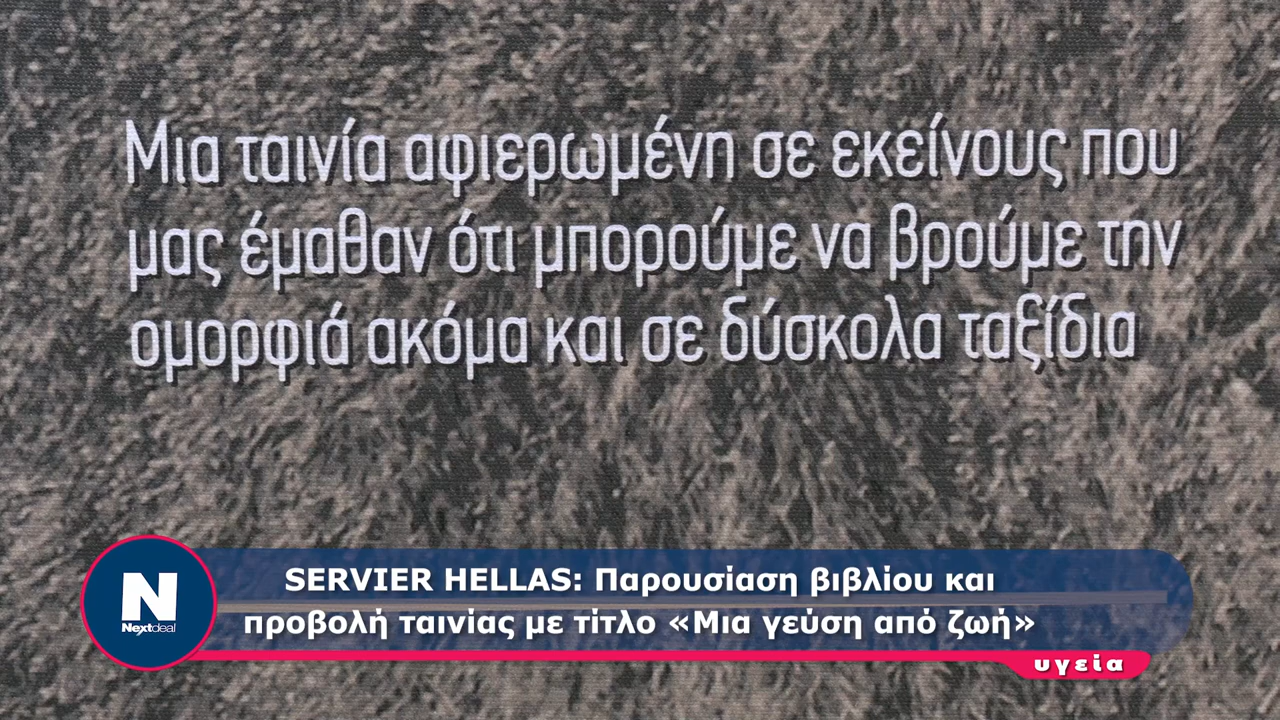 Μια ταινία αφιερωμένη σε εκείνους που
μας έμαθαν ότι μπορούμε να βρούμε την
ομορφιά ακόμα και σε δύσκολα ταξίδια
SERVIER HELLAS: Παρουσίαση βιβλίου και
προβολή ταινίας με τίτλο «Μια γεύση από ζωή»
N
Nextdeal
υγεία